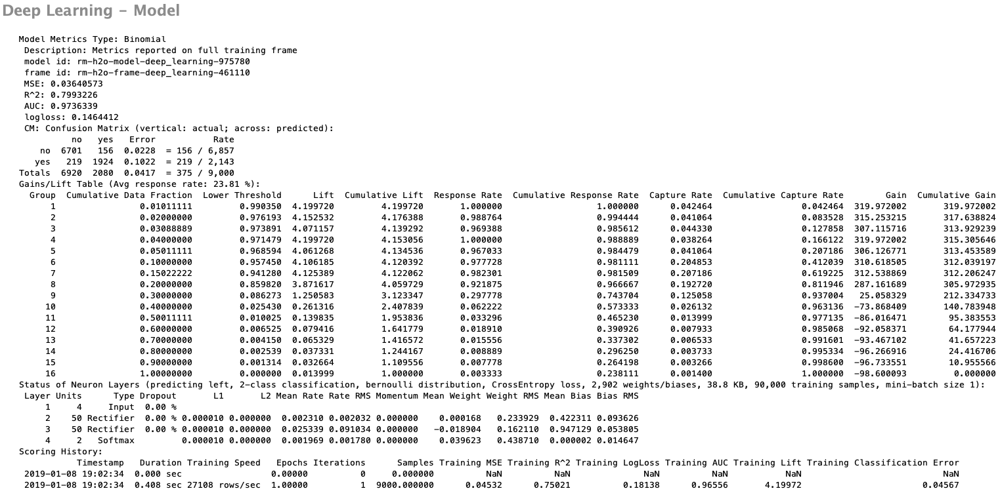 Deep Learning - Model
Model Metrics Type: Binomial
Description: Metrics reported on full training frame
model id: rm-h2o-model-deep_learning-975780
frame id: rm-h2o-frame-deep_learning-461110
MSE: 0.03640573
R^2: 0.7993226
AUC: 0.9736339
logloss: 0.1464412
CM: Confusion Matrix (vertical: actual; across: predicted):
no yes Error Rate
no 6701 156 0.0228 = 156 / 6,857
yes 219 1924 0.1022 = 219 / 2,143
Totals 6920 2080 0.0417 = 375 / 9,000
Gains/Lift Table (Avg response rate: 23.81 %):
Group Cumulative Data Fraction Lower Threshold Lift Cumulative Lift Response Rate Cumulative Response Rate Capture Rate Cumulative Capture Rate Gain Cumulative Gain
1 0.01011111 0.990350 4.199720 4.199720 1.000000 1.000000 0.042464 0.042464 319.972002 319.972002
2 0.02000000 0.976193 4.152532 4.176388 0.988764 0.994444 0.041064 0.083528 315.253215 317.638824
3 0.03088889 0.973891 4.071157 4.139292 0.969388 0.985612 0.044330 0.127858 307.115716 313.929239
4 0.04000000 0.971479 4.199720 4.153056 1.000000 0.988889 0.038264 0.166122 319.972002 315.305646
5 0.05011111 0.968594 4.061268 4.134536 0.967033 0.984479 0.041064 0.207186 306.126771 313.453589
6 0.10000000 0.957450 4.106185 4.120392 0.977728 0.981111 0.204853 0.412039 310.618505 312.039197
7 0.15022222 0.941280 4.125389 4.122062 0.982301 0.981509 0.207186 0.619225 312.538869 312.206247
8 0.20000000 0.859820 3.871617 4.059729 0.921875 0.966667 0.192720 0.811946 287.161689 305.972935
9 0.30000000 0.086273 1.250583 3.123347 0.297778 0.743704 0.125058 0.937004 25.058329 212.334733
10 0.40000000 0.025430 0.261316 2.407839 0.062222 0.573333 0.026132 0.963136 -73.868409 140.783948
11 0.50011111 0.010025 0.139835 1.953836 0.033296 0.465230 0.013999 0.977135 -86.016471 95.383553
12 0.60000000 0.006525 0.079416 1.641779 0.018910 0.390926 0.007933 0.985068 -92.058371 64.177944
13 0.70000000 0.004150 0.065329 1.416572 0.015556 0.337302 0.006533 0.991601 -93.467102 41.657223
14 0.80000000 0.002539 0.037331 1.244167 0.008889 0.296250 0.003733 0.995334 -96.266916 24.416706
15 0.90000000 0.001314 0.032664 1.109556 0.007778 0.264198 0.003266 0.998600 -96.733551 10.955566
16 1.00000000 0.000000 0.013999 1.000000 0.003333 0.238111 0.001400 1.000000 -98.600093 0.000000
Status of Neuron Layers (predicting left, 2-class classification, bernoulli distribution, CrossEntropy loss, 2,902 weights/biases, 38.8 KB, 90,000 training samples, mini-batch size 1):
Layer Units Type Dropout L1 L2 Mean Rate Rate RMS Momentum Mean Weight Weight RMS Mean Bias Bias RMS
1 4 Input 0.00 %
2 50 Rectifier 0.00 % 0.000010 0.000000 0.002310 0.002032 0.000000 0.000168 0.233929 0.422311 0.093626
3 50 Rectifier 0.00 % 0.000010 0.000000 0.025339 0.091034 0.000000 -0.018904 0.162110 0.947129 0.053805
4 2 Softmax 0.000010 0.000000 0.001969 0.001780 0.000000 0.039623 0.438710 0.000002 0.014647
Scoring History:
Timestamp Duration Training Speed Epochs Iterations Samples Training MSE Training R^2 Training LogLoss Training AUC Training Lift Training Classification Error
2019-01-08 19:02:34 0.000 sec 0.00000 0 0.000000 NaN NaN NaN NaN NaN NaN
2019-01-08 19:02:34 0.408 sec 27108 rows/sec 1.00000 1 9000.000000 0.04532 0.75021 0.18138 0.96556 4.19972 0.04567